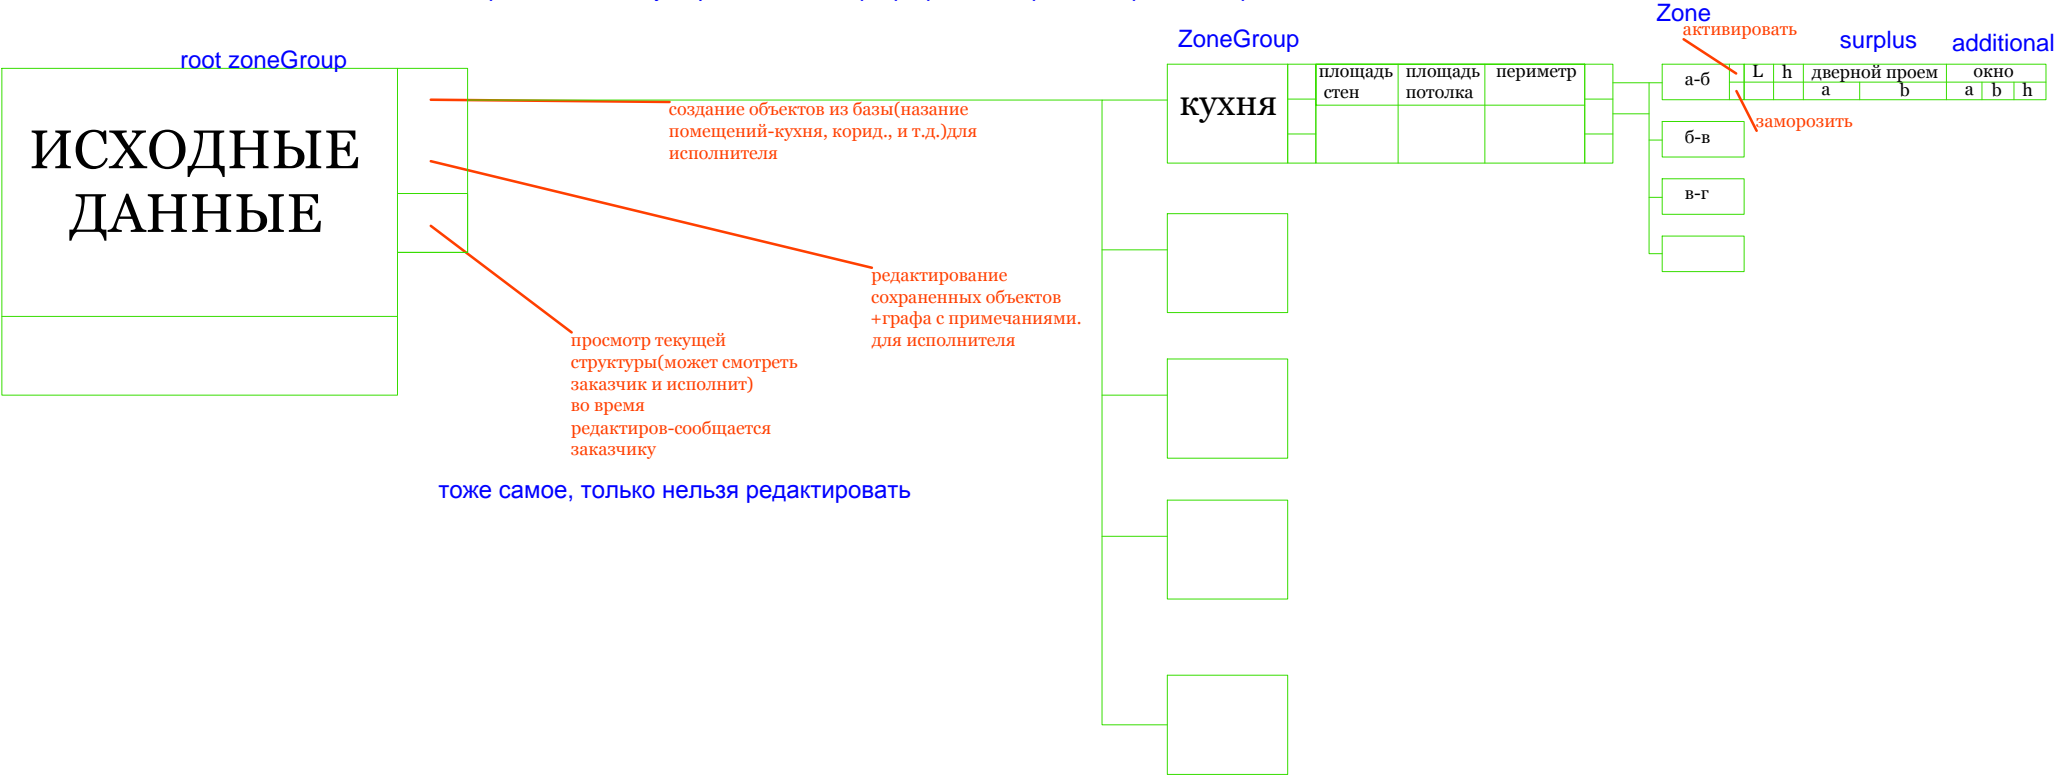 root zoneGroup
ИСХОДНЫЕ
ДАННЫЕ
создание объектов из базы(назание
помещений-кухня, корид., и т.д.)для
исполнителя
редактирование
сохраненных объектов
+графа с примечаниями.
для исполнителя
просмотр текущей
структуры(может смотреть
заказчик и исполнит)
во время
редактиров-сообщается
заказчику
тоже самое, только нельзя редактировать
ZoneGroup
кухня
площадь
стен
площадь
потолка
периметр
Zone
активировать
surplus
additional
а-б
L
h
дверной проем
окно
a
b
a
b
h
заморозить
б-в
в-г